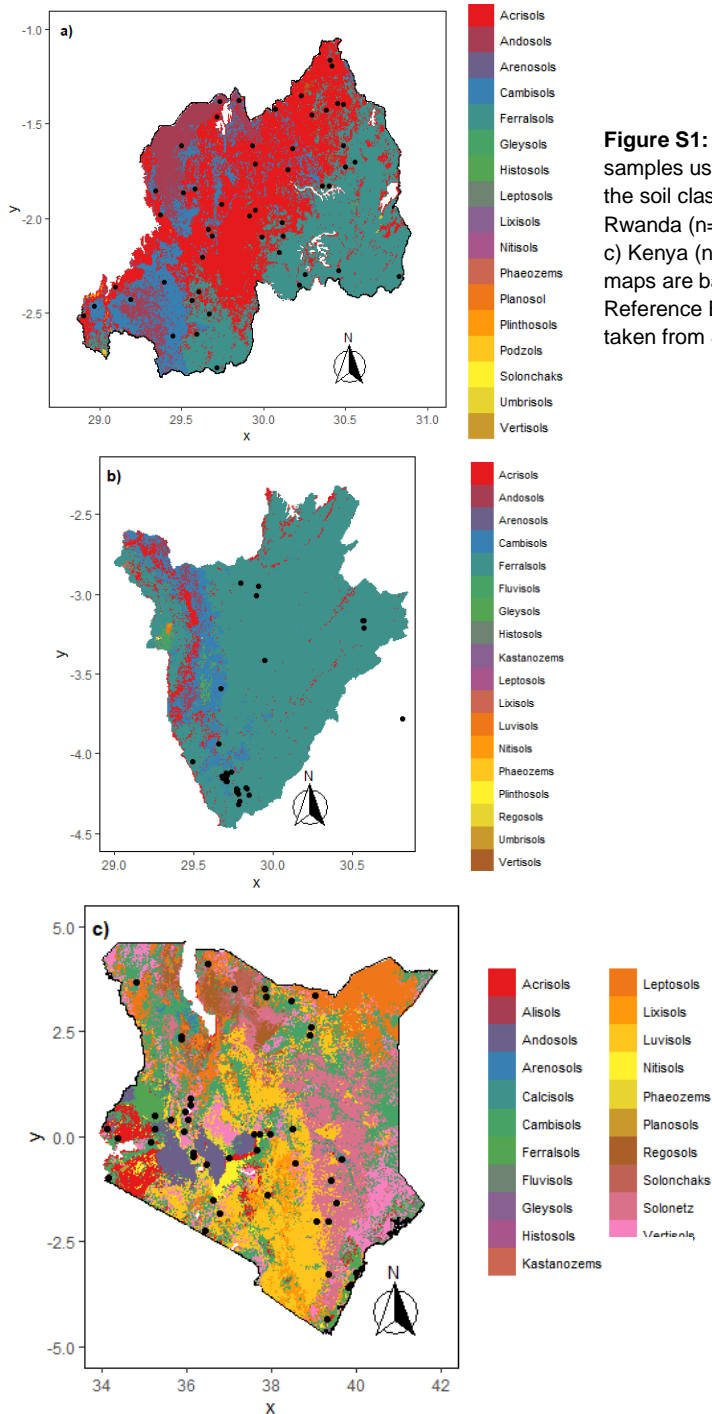 a)
-1.0
-1.5
-2.0
-2.5
y
29.0 29.5 30.0 30.5 31.0
x
N
Acrisols
Andosols
Arenosols
Cambisols
Ferralsols
Gleysols
Histosols
Leptosols
Lixisols
Nitisols
Phaeozems
Planosol
Plinthosols
Podzols
Solonchaks
Umbrisols
Vertisols
Figure S1:
samples us
the soil clas
Rwanda (n=
c) Kenya (n
maps are ba
Reference
taken from
b)
-2.5
-3.0
-3.5
-4.0
-4.5
y
29.0 29.5 30.0 30.5
x
N
Acrisols
Andosols
Arenosols
Cambisols
Ferralsols
Fluvisols
Gleysols
Histosols
Kastanozems
Leptosols
Lixisols
Luvisols
Nitisols
Phaeozems
Plinthosols
Regosols
Umbrisols
Vertisols
c)
5.0
2.5
0.0
-2.5
-5.0
y
34 36 38 40 42
x
N
Acrisols
Alisols
Andosols
Arenosols
Calcisols
Cambisols
Ferralsols
Fluvisols
Gleysols
Histosols
Kastanozems
Leptosols
Lixisols
Luvisols
Nitisols
Phaeozems
Planosols
Regosols
Solonchaks
Solonetz
Vertisols